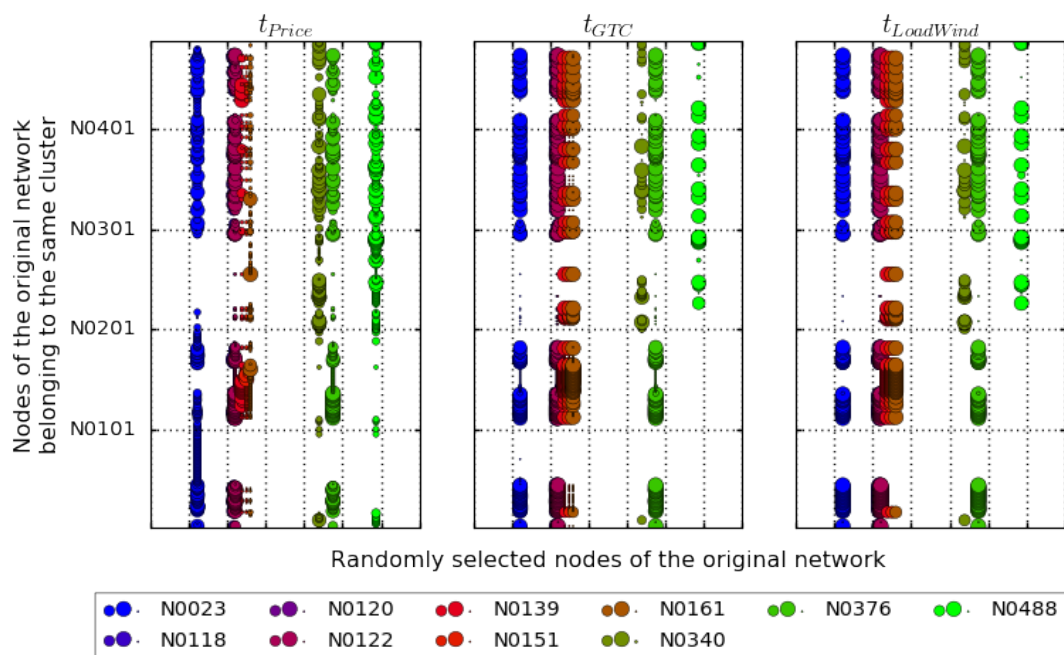 t_Price t_GTC t_LoadWind
Nodes of the original network
belonging to the same cluster
N0401
N0301
N0201
N0101
Randomly selected nodes of the original network
N0023 N0120 N0139 N0161 N0376 N0488
N0118 N0122 N0151 N0340